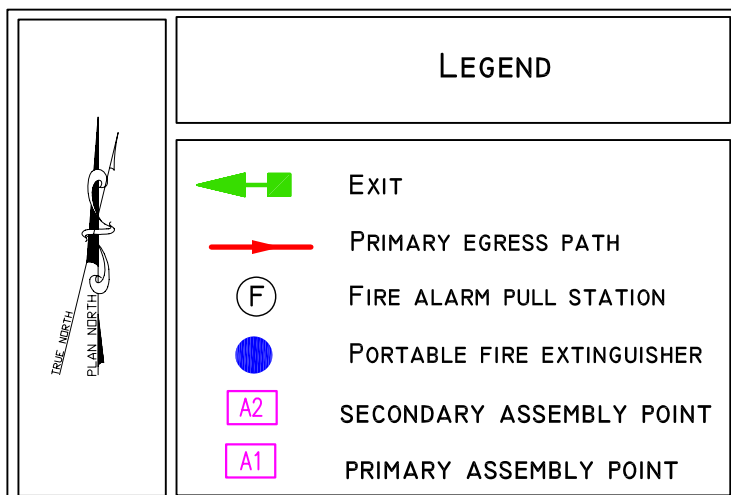 LEGEND
TRUE NORTH
PLAN NORTH
EXIT
PRIMARY EGRESS PATH
F FIRE ALARM PULL STATION
PORTABLE FIRE EXTINGUISHER
A2 SECONDARY ASSEMBLY POINT
A1 PRIMARY ASSEMBLY POINT